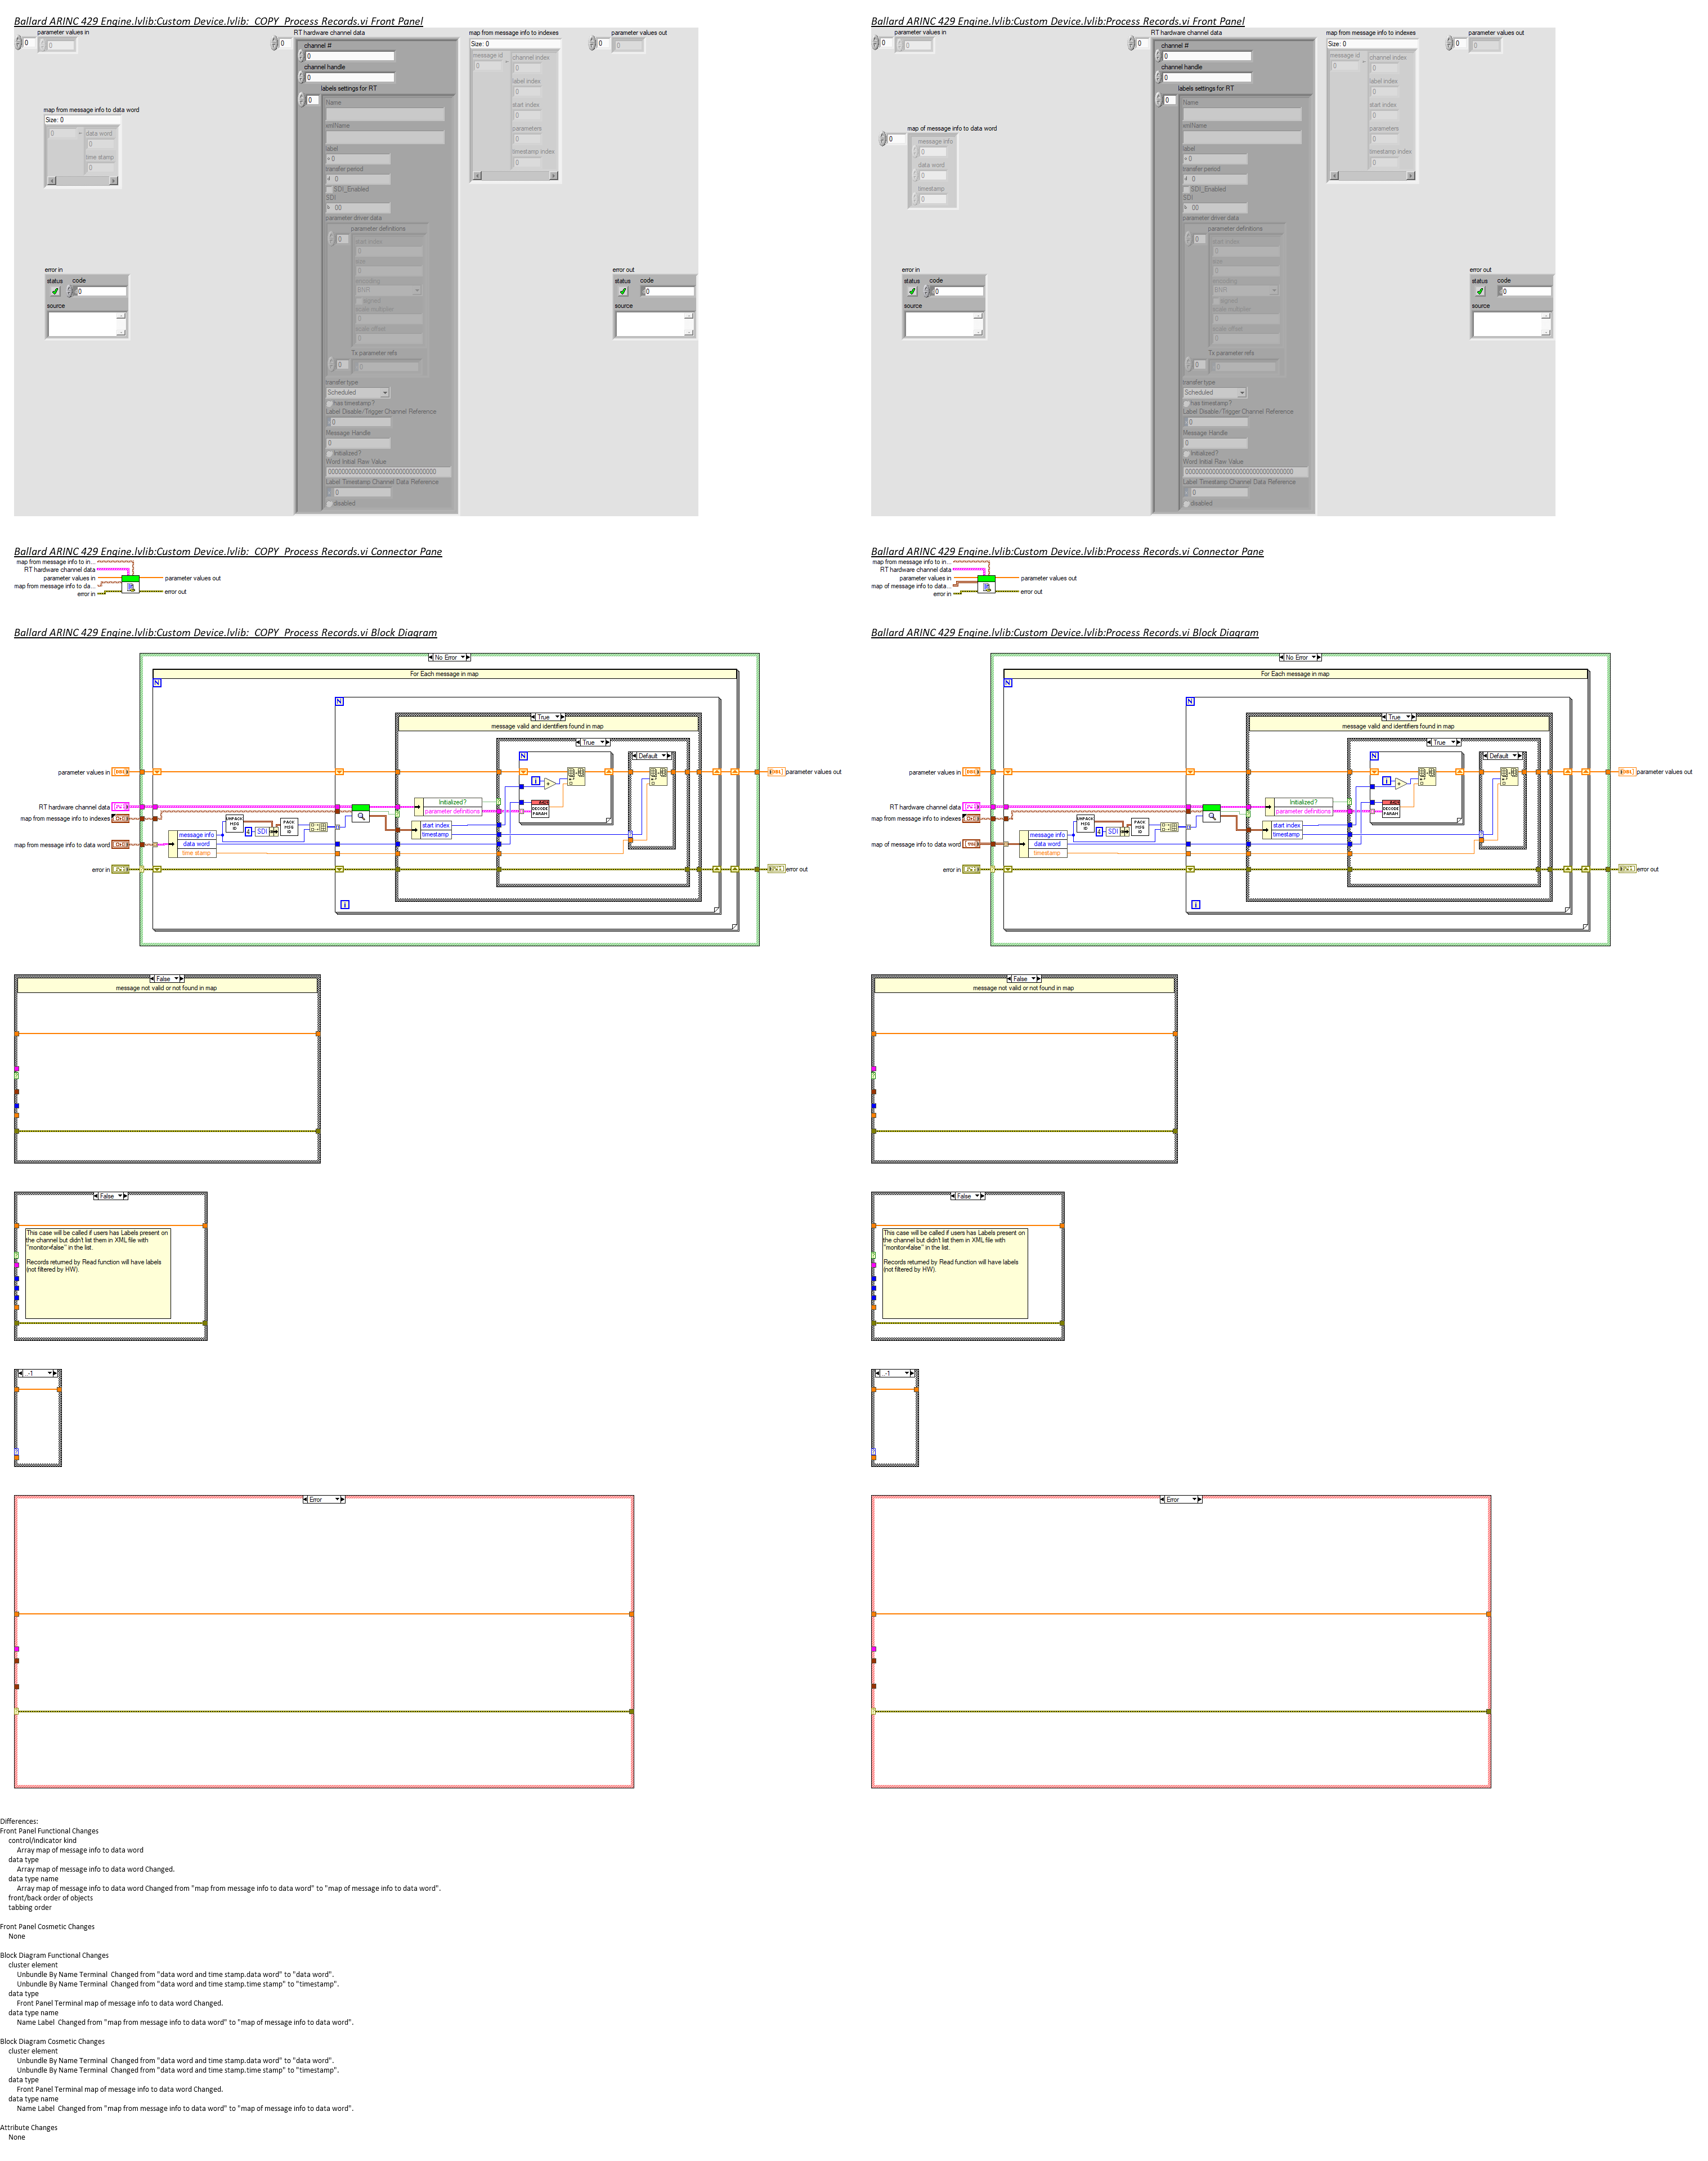 Ballard ARINC 429 Engine.lvlib:Custom Device.lvlib:_COPY_Process Records.vi Front Panel
parameter values in
0
0
RT hardware channel data
0
channel #
0
channel handle
0
labels settings for RT
0
Name
xmlName
label
0
transfer period
0
SDI_Enabled
SDI
00
parameter driver data
parameter definitions
0
start index
0
size
0
encoding
BNR
signed
scale multiplier
0
scale offset
0
Tx parameter refs
0
0
transfer type
Scheduled
has timestamp?
Label Disable/Trigger Channel Reference
0
Message Handle
0
Initialized?
Word Initial Raw Value
00000000000000000000000000000000
Label Timestamp Channel Data Reference
0
disabled
map from message info to indexes
Size: 0
message id
0
channel index
0
label index
0
start index
0
parameters
0
timestamp index
0
parameter values out
0
0
map from message info to data word
Size: 0
0
data word
0
time stamp
0
error in
status
code
0
source
error out
status
code
0
source
Ballard ARINC 429 Engine.lvlib:Custom Device.lvlib:Process Records.vi Front Panel
parameter values in
0
0
RT hardware channel data
0
channel #
0
channel handle
0
labels settings for RT
0
Name
xmlName
label
0
transfer period
0
SDI_Enabled
SDI
00
parameter driver data
parameter definitions
0
start index
0
size
0
encoding
BNR
signed
scale multiplier
0
scale offset
0
Tx parameter refs
0
0
transfer type
Scheduled
has timestamp?
Label Disable/Trigger Channel Reference
0
Message Handle
0
Initialized?
Word Initial Raw Value
00000000000000000000000000000000
Label Timestamp Channel Data Reference
0
disabled
map from message info to indexes
Size: 0
message id
0
channel index
0
label index
0
start index
0
parameters
0
timestamp index
0
parameter values out
0
0
map of message info to data word
0
message info
0
data word
0
timestamp
0
error in
status
code
0
source
error out
status
code
0
source
Ballard ARINC 429 Engine.lvlib:Custom Device.lvlib:_COPY_Process Records.vi Connector Pane
map from message info to in...
RT hardware channel data
parameter values in
map from message info to da...
error in
parameter values out
error out
Ballard ARINC 429 Engine.lvlib:Custom Device.lvlib:Process Records.vi Connector Pane
map from message info to in...
RT hardware channel data
parameter values in
map of message info to data...
error in
parameter values out
error out
Ballard ARINC 429 Engine.lvlib:Custom Device.lvlib:_COPY_Process Records.vi Block Diagram
No Error
For Each message in map
N
N
True
message valid and identifiers found in map
True
N
Default
parameter values in
parameter values out
i
RT hardware channel data
Initialized?
parameter definitions
DECODE
PARAM
map from message info to indexes
UNPACK
MSG
ID
4
SDI
PACK
MSG
ID
start index
timestamp
message info
data word
time stamp
map from message info to data word
error in
error out
i
Ballard ARINC 429 Engine.lvlib:Custom Device.lvlib:Process Records.vi Block Diagram
No Error
For Each message in map
N
N
True
message valid and identifiers found in map
True
N
Default
parameter values in
parameter values out
i
RT hardware channel data
Initialized?
parameter definitions
DECODE
PARAM
map from message info to indexes
UNPACK
MSG
ID
4
SDI
PACK
MSG
ID
start index
timestamp
message info
data word
timestamp
map of message info to data word
error in
error out
i
False
message not valid or not found in map
False
message not valid or not found in map
False
This case will be called if users has Labels present on
the channel but didn't list them in XML file with
"monitor=false" in the list.
Records returned by Read function will have labels
(not filtered by HW).
False
This case will be called if users has Labels present on
the channel but didn't list them in XML file with
"monitor=false" in the list.
Records returned by Read function will have labels
(not filtered by HW).
..-1
..-1
Error
Error
Differences:
Front Panel Functional Changes
control/indicator kind
Array map of message info to data word
data type
Array map of message info to data word Changed.
data type name
Array map of message info to data word Changed from "map from message info to data word" to "map of message info to data word".
front/back order of objects
tabbing order
Front Panel Cosmetic Changes
None
Block Diagram Functional Changes
cluster element
Unbundle By Name Terminal  Changed from "data word and time stamp.data word" to "data word".
Unbundle By Name Terminal  Changed from "data word and time stamp.time stamp" to "timestamp".
data type
Front Panel Terminal map of message info to data word Changed.
data type name
Name Label  Changed from "map from message info to data word" to "map of message info to data word".
Block Diagram Cosmetic Changes
cluster element
Unbundle By Name Terminal  Changed from "data word and time stamp.data word" to "data word".
Unbundle By Name Terminal  Changed from "data word and time stamp.time stamp" to "timestamp".
data type
Front Panel Terminal map of message info to data word Changed.
data type name
Name Label  Changed from "map from message info to data word" to "map of message info to data word".
Attribute Changes
None